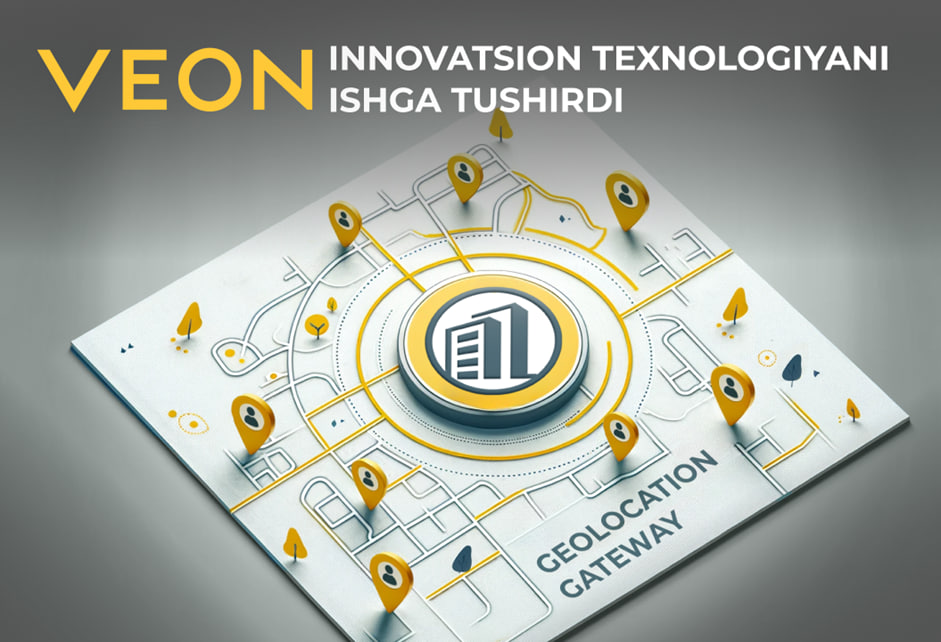 VEON
INNOVATSION TEXNOLOGIYANI
ISHGA TUSHIRDI
GEOLOCATION
GATEWAY